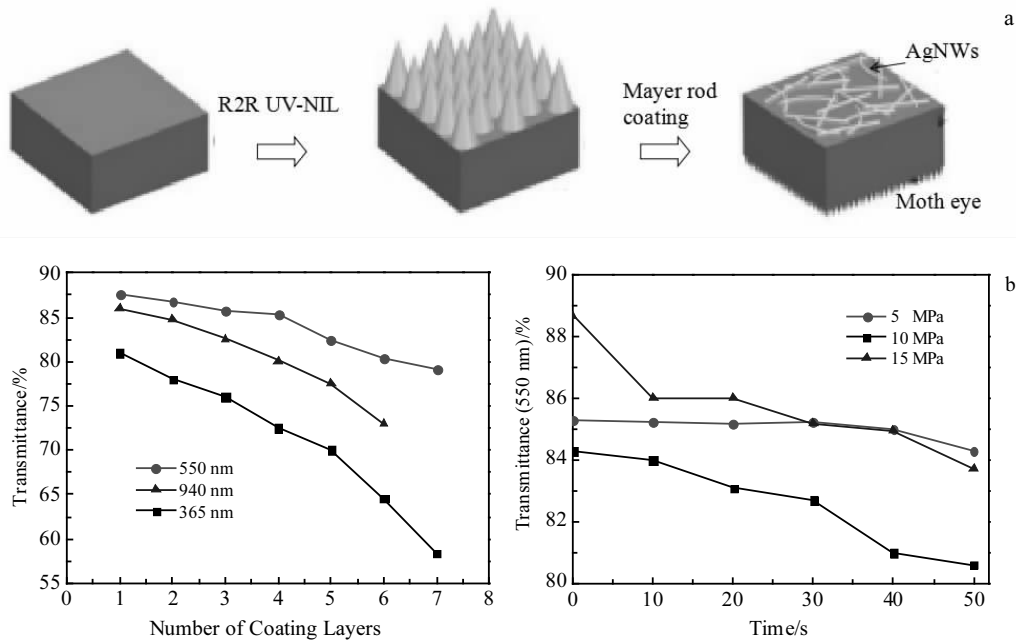 a
AgNWs
R2R UV-NIL
Mayer rod
coating
Moth eye
b
90
85
80
75
70
65
60
55
Transmittance/%
550 nm
940 nm
365 nm
0 1 2 3 4 5 6 7 8
Number of Coating Layers
90
88
86
84
82
80
Transmittance (550 nm)/%
5 MPa
10 MPa
15 MPa
0 10 20 30 40 50
Time/s